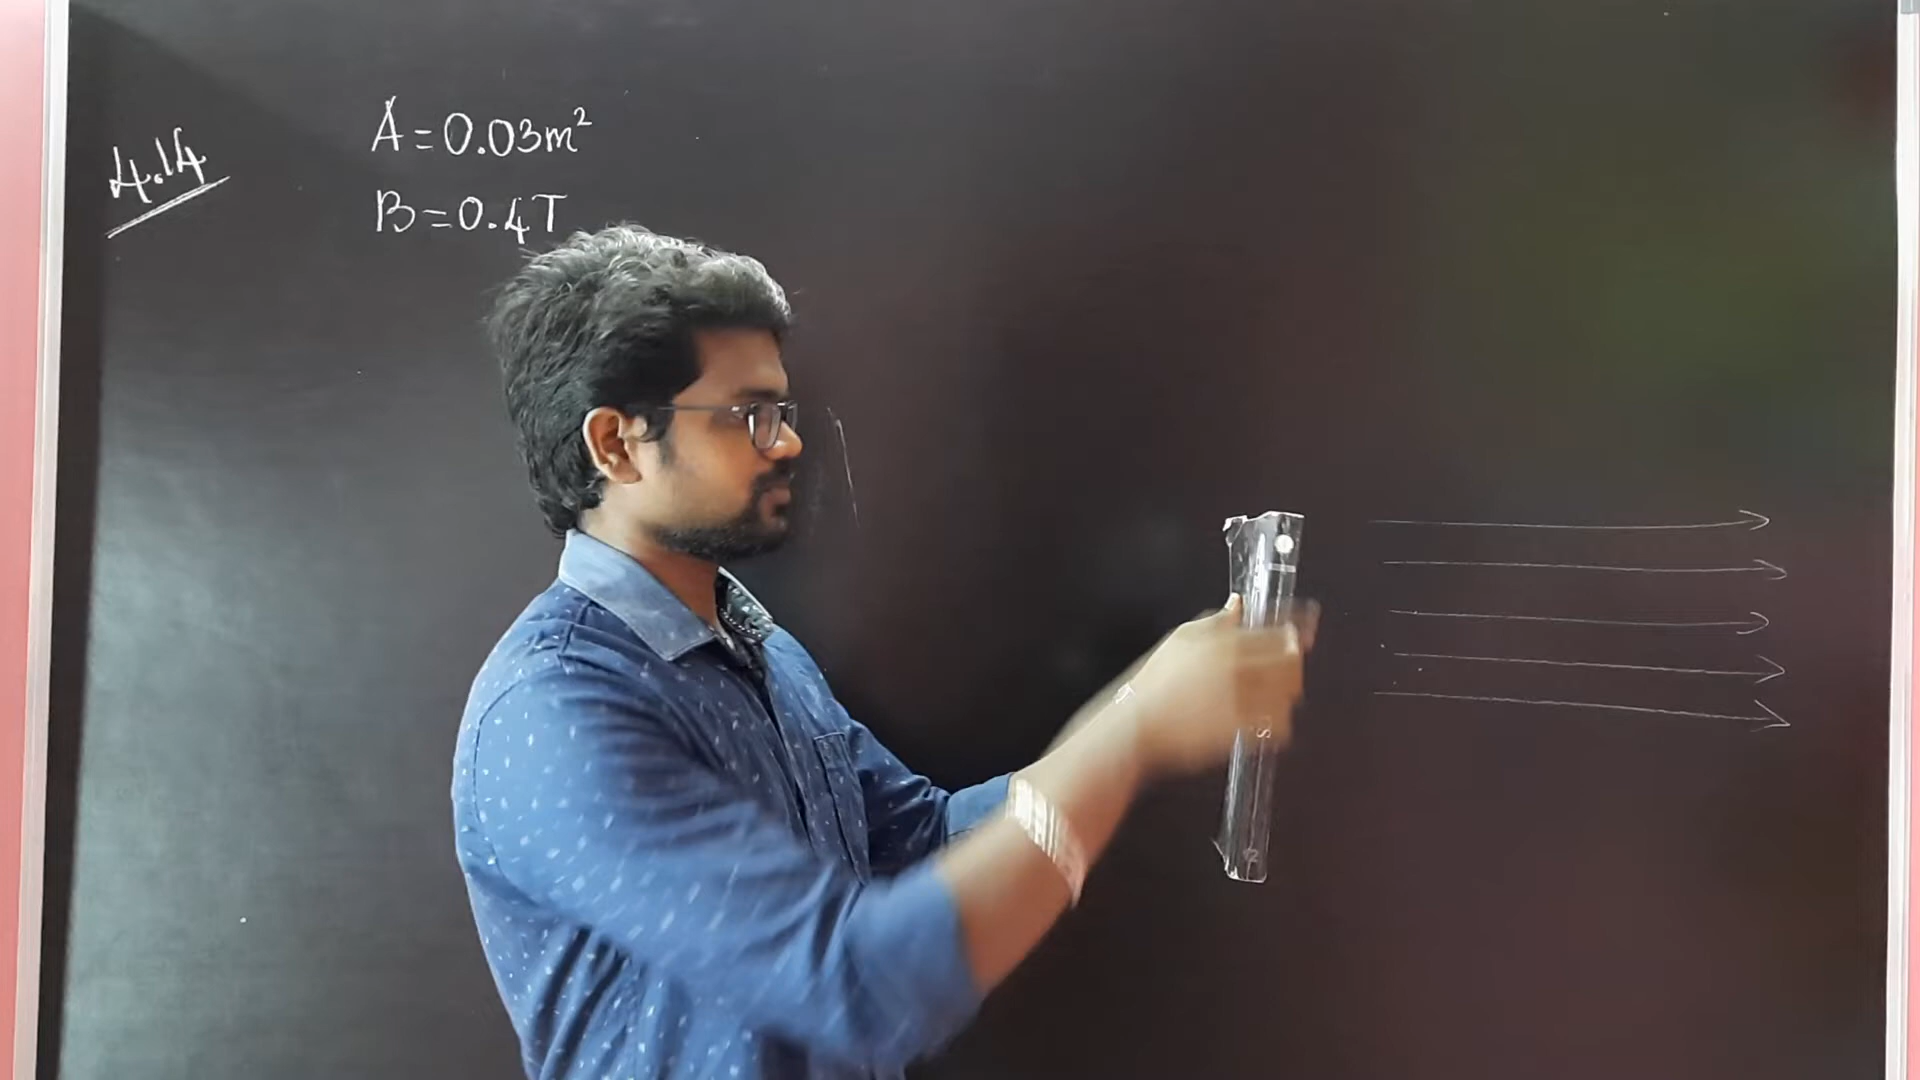 4.14
A = 0.03m²
B = 0.4T